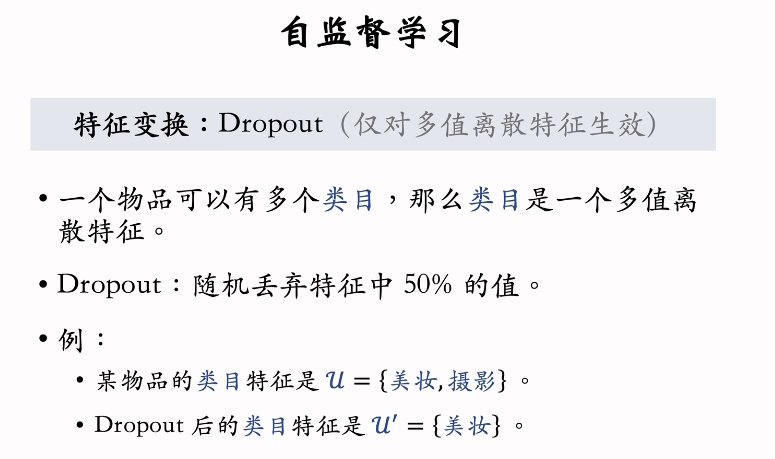 自监督学习
特征变换：Dropout（仅对多值离散特征生效）
• 一个物品可以有多个类目，那么类目是一个多值离
散特征。
• Dropout：随机丢弃特征中 50% 的值。
• 例：
• 某物品的类目特征是 𝒰 = {美妆, 摄影} 。
• Dropout 后的类目特征是 𝒰′ = {美妆} 。